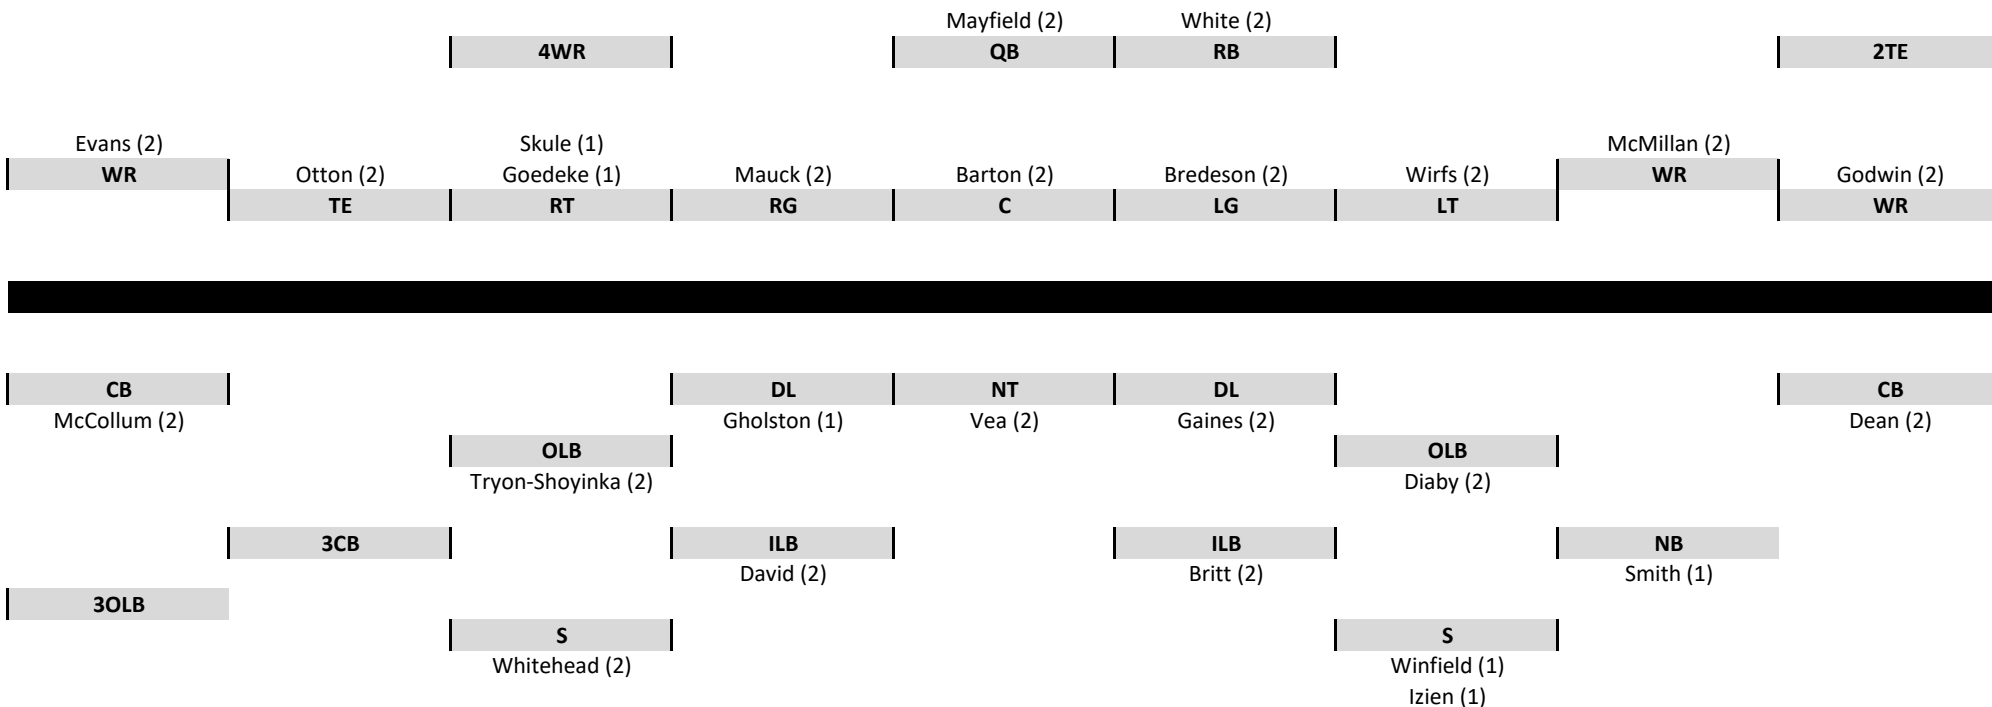 Mayfield (2) White (2)
4WR QB RB 2TE
Evans (2) Skule (1) McMillan (2)
WR Otton (2) Goedeke (1) Mauck (2) Barton (2) Bredeson (2) Wirfs (2) WR Godwin (2)
TE RT RG C LG LT WR
CB DL NT DL CB
McCollum (2) Gholston (1) Vea (2) Gaines (2) Dean (2)
OLB OLB
Tryon-Shoyinka (2) Diaby (2)
3CB ILB ILB NB
David (2) Britt (2) Smith (1)
3OLB
S S
Whitehead (2) Winfield (1)
Izien (1)